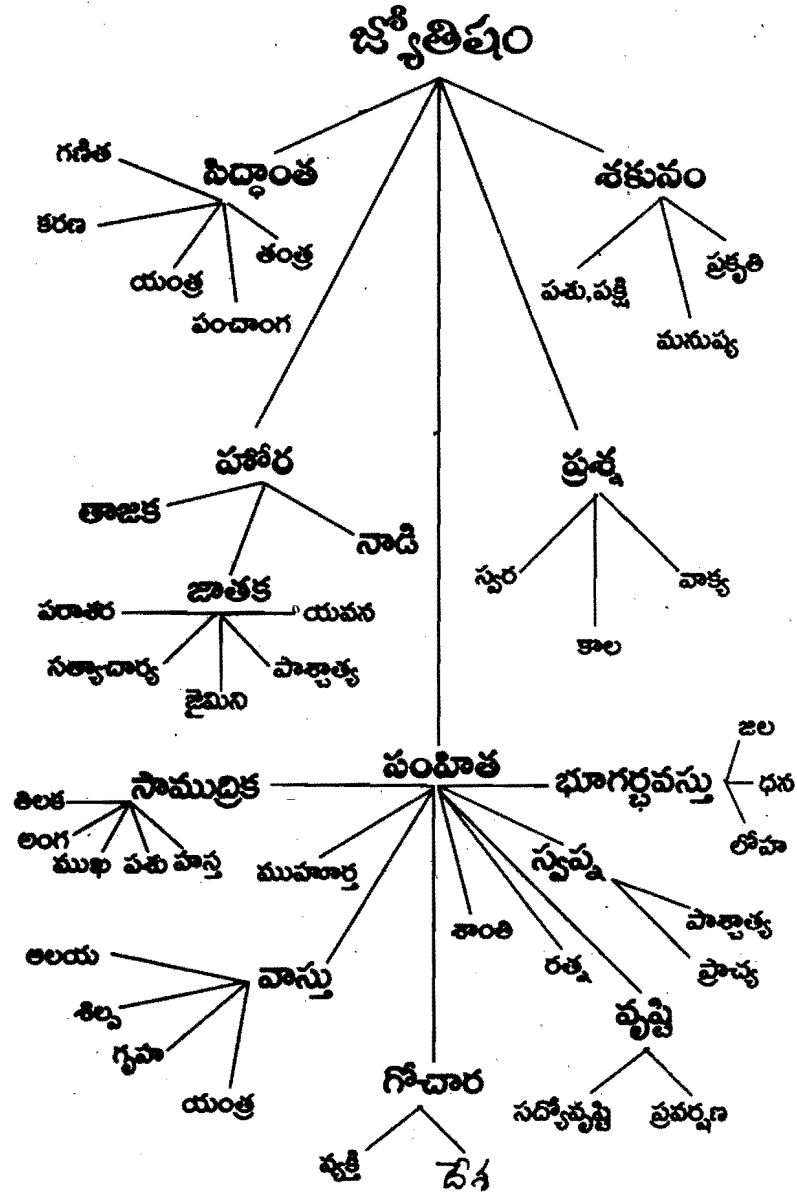 జ్యోతిషం
సిద్ధాంత
గణిత
కరణ
యంత్ర
పంచాంగ
తంత్ర
శకునం
పశు,పక్షి
మనుష్య
ప్రకృతి
హోర
తాజిక
జాతక
నాడి
పరాశర
సత్యాచార్య
జైమిని
పాశ్చాత్య
యవన
ప్రశ్న
స్వర
కాల
వాక్య
సంహిత
సాముద్రిక
తిలక
అంగ
ముఖ
పశు
హస్త
ముహూర్త
వాస్తు
ఆలయ
శిల్ప
గృహ
యంత్ర
గోచార
వ్యక్తి
దేశ
శాంతి
రత్న
వృష్టి
సద్యోవృష్టి
ప్రవర్షణ
స్వప్న
పాశ్చాత్య
ప్రాచ్య
భూగర్భవస్తు
జల
ధన
లోహ